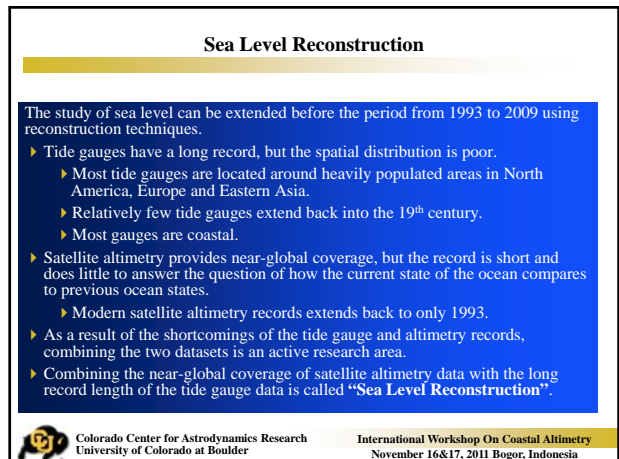 Sea Level Reconstruction
The study of sea level can be extended before the period from 1993 to 2009 using
reconstruction techniques.
Tide gauges have a long record, but the spatial distribution is poor.
Most tide gauges are located around heavily populated areas in North
America, Europe and Eastern Asia.
Relatively few tide gauges extend back into the 19th century.
Most gauges are coastal.
Satellite altimetry provides near-global coverage, but the record is short and
does little to answer the question of how the current state of the ocean compares
to previous ocean states.
Modern satellite altimetry records extends back to only 1993.
As a result of the shortcomings of the tide gauge and altimetry records,
combining the two datasets is an active research area.
Combining the near-global coverage of satellite altimetry data with the long
record length of the tide gauge data is called “Sea Level Reconstruction”.
CU
Colorado Center for Astrodynamics Research
University of Colorado at Boulder
International Workshop On Coastal Altimetry
November 16&17, 2011 Bogor, Indonesia